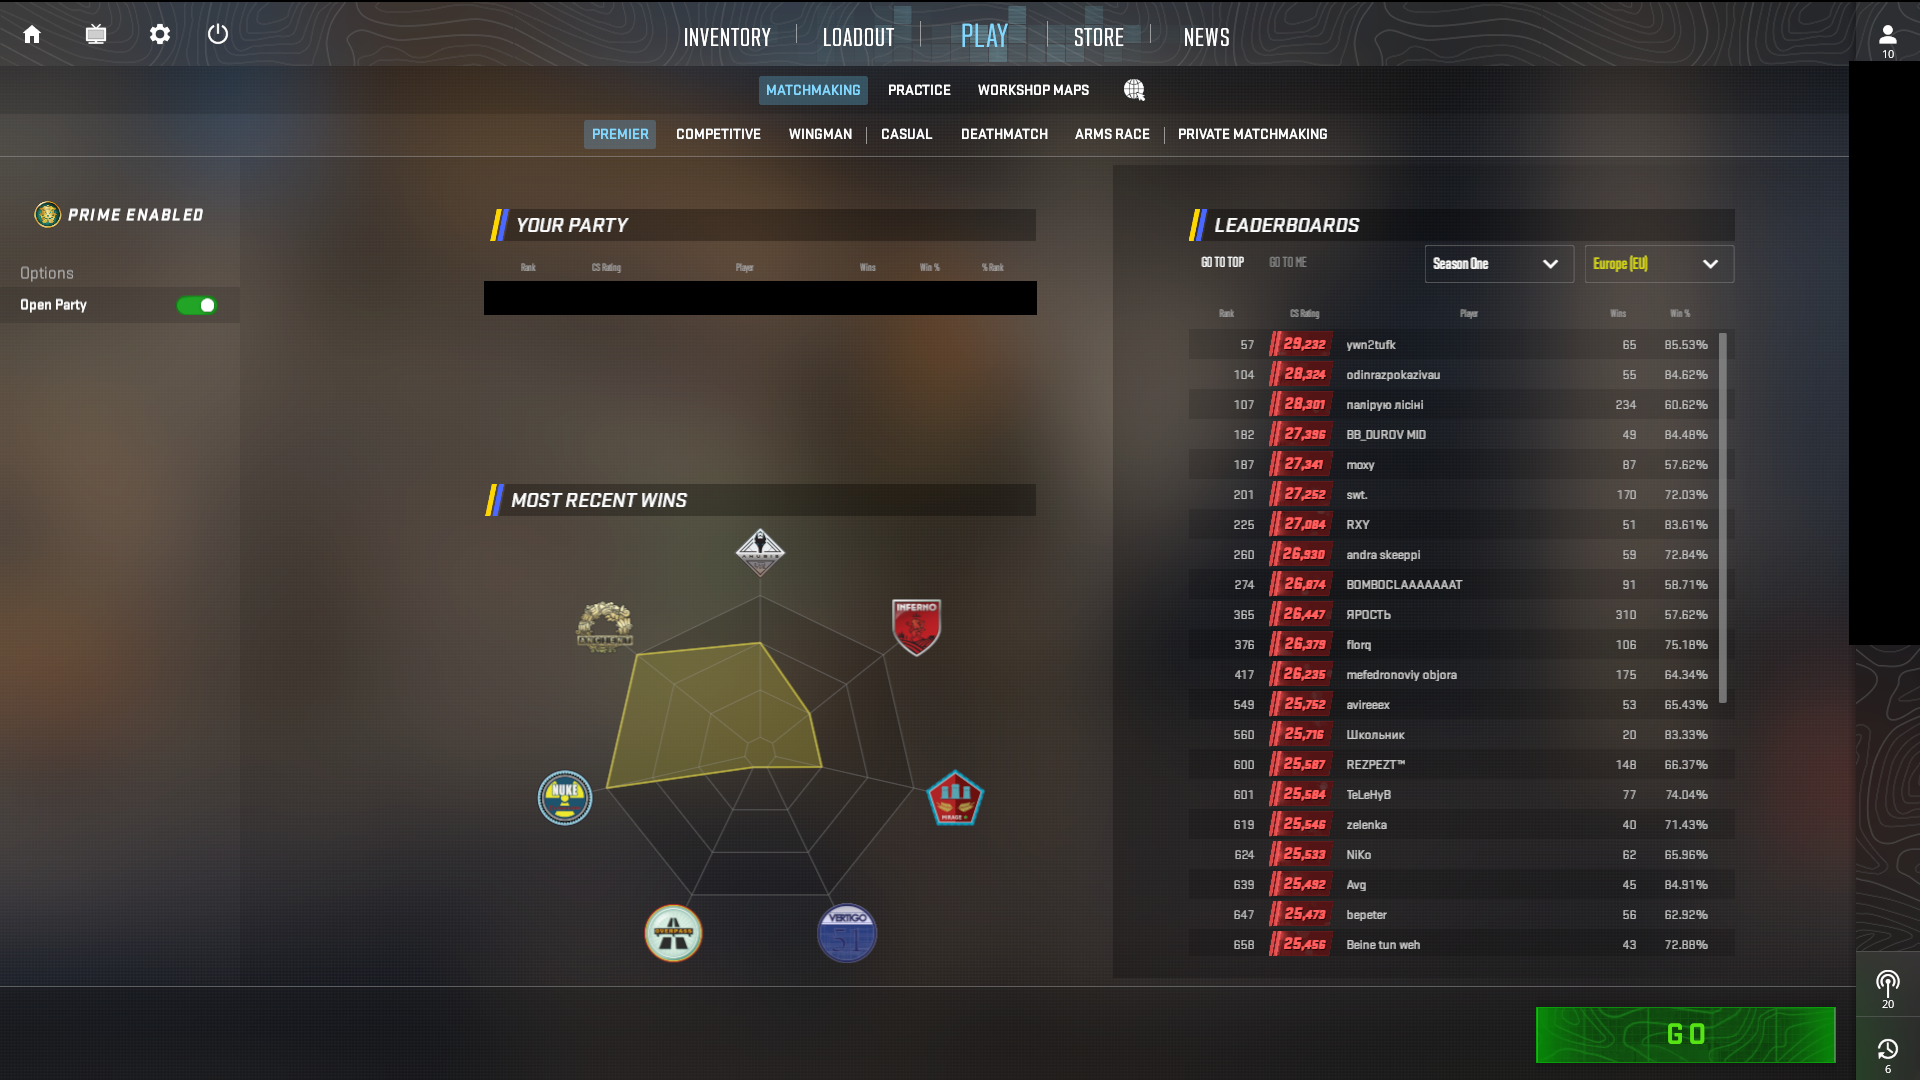 INVENTORY
LOADOUT
PLAY
STORE
NEWS
10
MATCHMAKING
PRACTICE
WORKSHOP MAPS
PREMIER
COMPETITIVE
WINGMAN
CASUAL
DEATHMATCH
ARMS RACE
PRIVATE MATCHMAKING
PRIME ENABLED
Options
Open Party
YOUR PARTY
Rank CS Rating Player Wins Win % % Rank
MOST RECENT WINS
ANUBIS
ANCIENT
INFERNO
NUKE
MIRAGE
OVERPASS
VERTIGO
51
LEADERBOARDS
GO TO TOP GO TO ME
Season One
Europe (EU)
Rank CS Rating Player Wins Win %
57 29,232 ywn2tufk 65 85.53%
104 28,324 odinrazpokazivau 55 84.62%
107 28,301 палірую лісіні 234 60.62%
182 27,396 BB_DUROV MID 49 84.48%
187 27,341 moxy 87 57.62%
201 27,252 swt. 170 72.03%
225 27,084 RXY 51 83.61%
260 26,930 andra skeeppi 59 72.84%
274 26,874 BOMBOCLAAAAAAAT 91 58.71%
365 26,447 ЯРОСТЬ 310 57.62%
376 26,379 florq 106 75.18%
417 26,235 mefedronoviy objora 175 64.34%
549 25,752 avireeex 53 65.43%
560 25,716 Школьник 20 83.33%
600 25,587 REZPEZT™ 148 66.37%
601 25,584 TeLeHyB 77 74.04%
619 25,546 zelenka 40 71.43%
624 25,533 NiKo 62 65.96%
639 25,492 Avg 45 84.91%
647 25,473 bepeter 56 62.92%
658 25,456 Beine tun weh 43 72.88%
20
GO
6